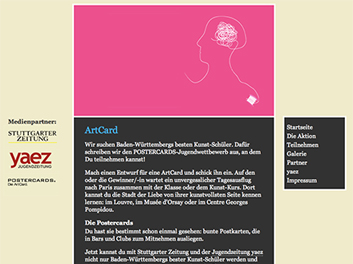 Medienpartner:
STUTTGARTER
ZEITUNG
yaez
JUGENDZEITUNG
POSTERCARDS.
Die ArtCard
ArtCard
Wir suchen Baden-Württembergs besten Kunst-Schüler. Dafür
schreiben wir den POSTERCARDS-Jugendwettbewerb aus, an dem
Du teilnehmen kannst!
Mach einen Entwurf für eine ArtCard und schick ihn ein. Auf den
oder die Gewinner/-in wartet ein unvergesslicher Tagesausflug
nach Paris zusammen mit der Klasse oder dem Kunst-Kurs. Dort
kannst du die Stadt der Liebe von ihrer kunstvollsten Seite kennen
lernen: im Louvre, im Musée d'Orsay oder im Centre Georges
Pompidou.
Die Postercards
Du hast sie bestimmt schon einmal gesehen: bunte Postkarten, die
in Bars und Clubs zum Mitnehmen ausliegen.
Jetzt kannst du mit Stuttgarter Zeitung und der Jugendzeitung yaez
nicht nur Baden-Württembergs bester Kunst-Schüler werden und
Startseite
Die Aktion
Teilnehmen
Galerie
Partner
yaez
Impressum